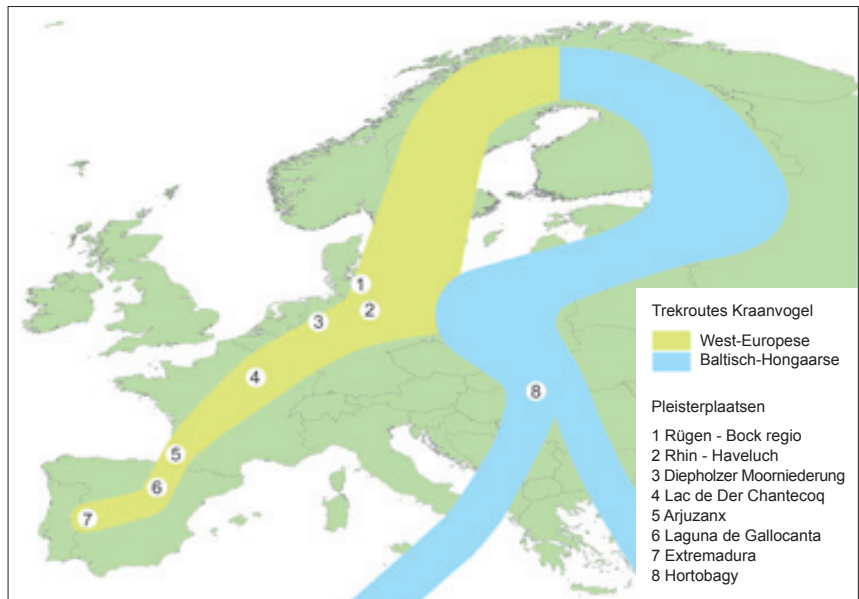 1
2
3
4
5
6
7
8
Trekroutes Kraanvogel
West-Europese
Baltisch-Hongaarse
Pleisterplaatsen
1 Rügen - Bock regio
2 Rhin - Haveluch
3 Diepholzer Moorniederung
4 Lac de Der Chantecoq
5 Arjuzanx
6 Laguna de Gallocanta
7 Extremadura
8 Hortobagy